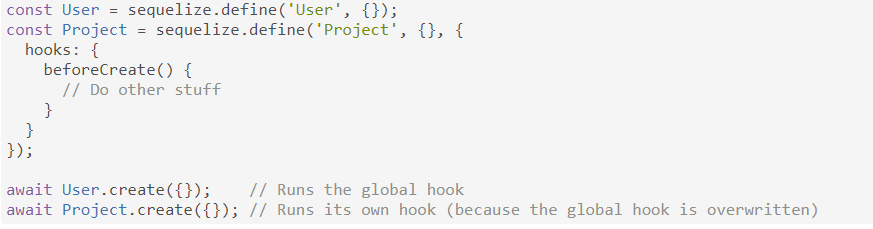 const User = sequelize.define('User', {});
const Project = sequelize.define('Project', {}, {
  hooks: {
    beforeCreate() {
      // Do other stuff
    }
  }
});

await User.create({});    // Runs the global hook
await Project.create({}); // Runs its own hook (because the global hook is overwritten)